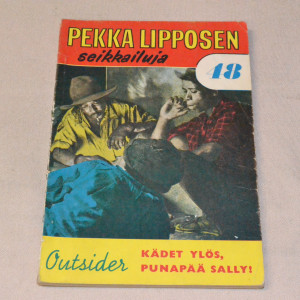 PEKKA LIPPOSEN
seikkailuja
48
Outsider
KÄDET YLÖS,
PUNAPÄÄ SALLY!